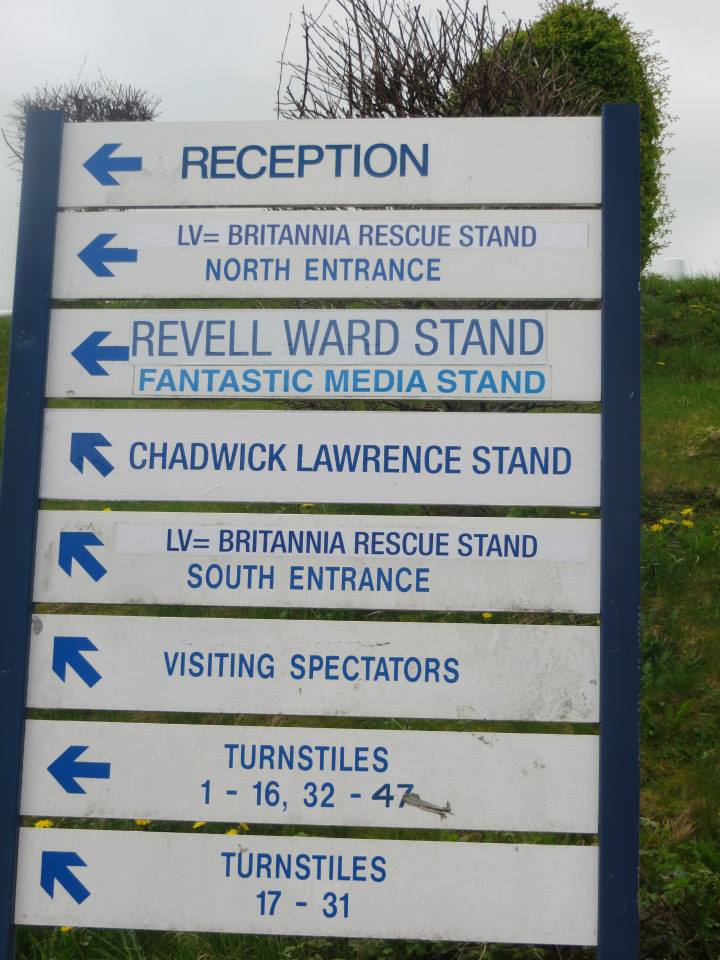 RECEPTION
LV= BRITANNIA RESCUE STAND
NORTH ENTRANCE
REVELL WARD STAND
FANTASTIC MEDIA STAND
CHADWICK LAWRENCE STAND
LV= BRITANNIA RESCUE STAND
SOUTH ENTRANCE
VISITING SPECTATORS
TURNSTILES
1 - 16, 32 - 47
TURNSTILES
17 - 31